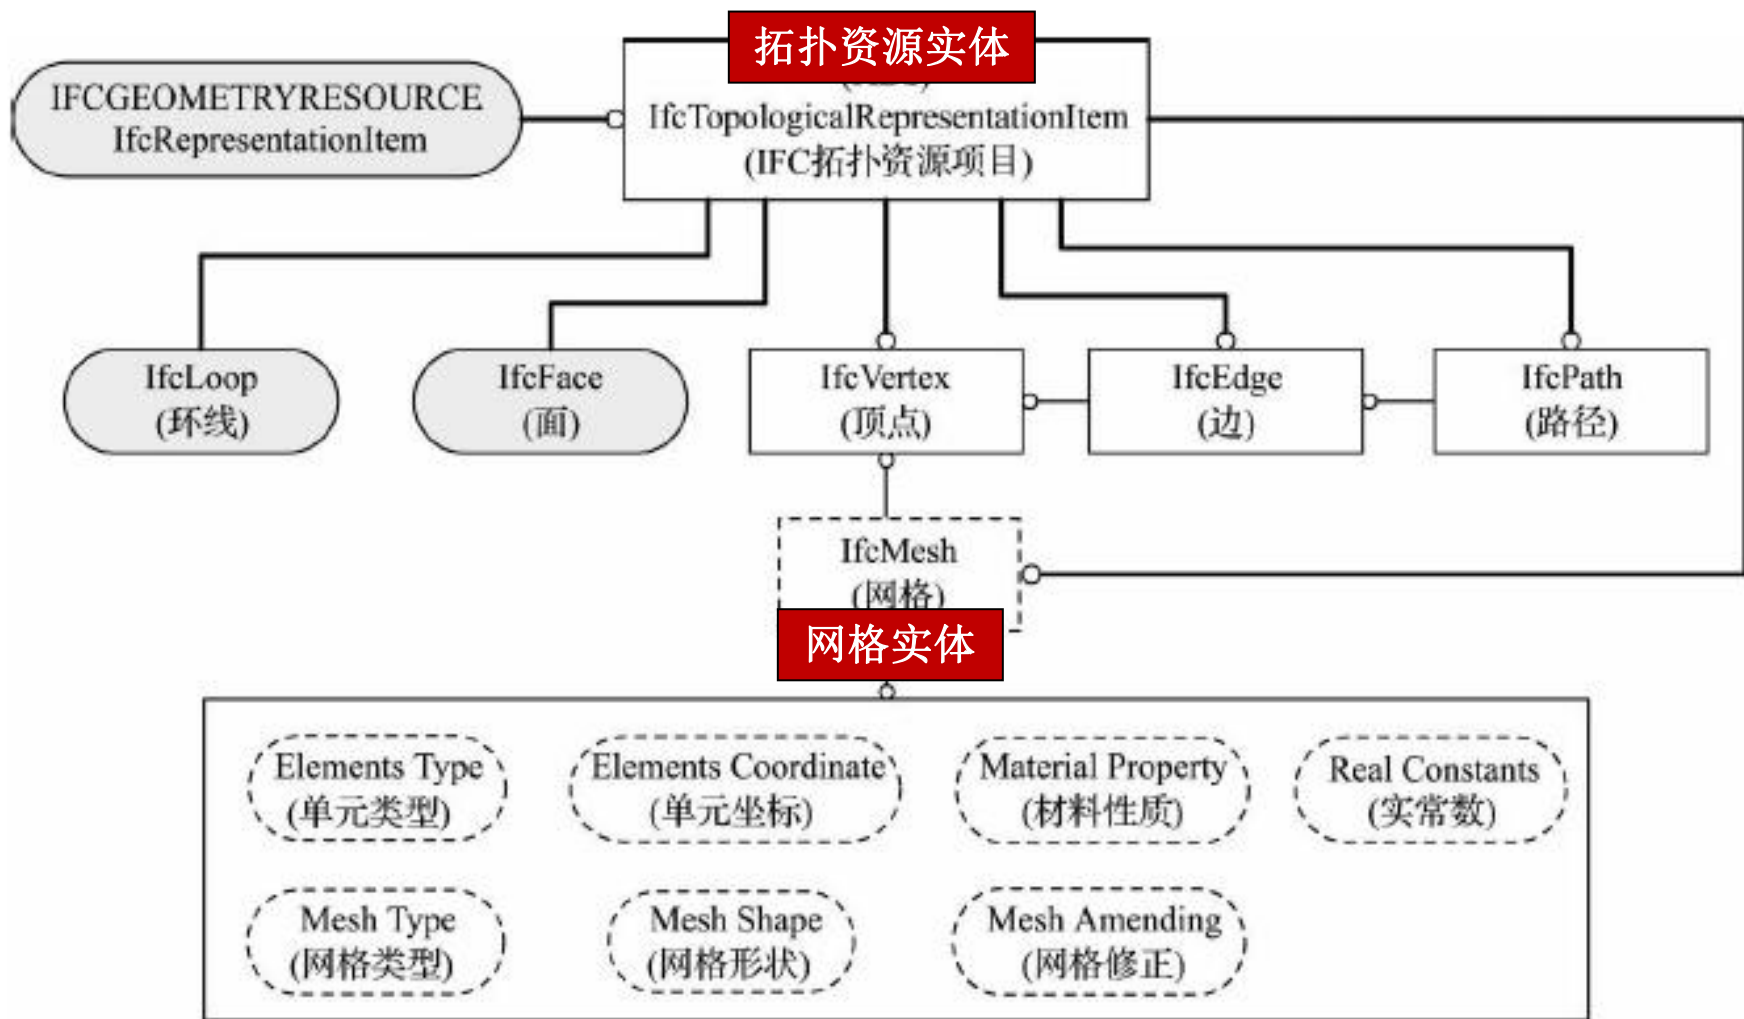 拓扑资源实体
IFCGEOMETRYRESOURCE
IfcRepresentationItem
IfcTopologicalRepresentationItem
(IFC拓扑资源项目)
IfcLoop
(环线)
IfcFace
(面)
IfcVertex
(顶点)
IfcEdge
(边)
IfcPath
(路径)
IfcMesh
(网格)
网格实体
Elements Type
(单元类型)
Elements Coordinate
(单元坐标)
Material Property
(材料性质)
Real Constants
(实常数)
Mesh Type
(网格类型)
Mesh Shape
(网格形状)
Mesh Amending
(网格修正)